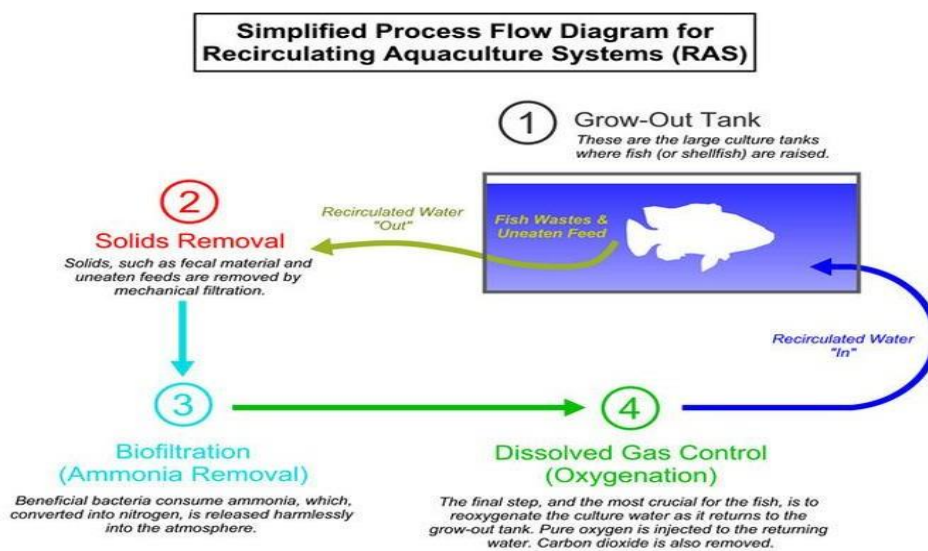 Simplified Process Flow Diagram for
Recirculating Aquaculture Systems (RAS)
1
Grow-Out Tank
These are the large culture tanks
where fish (or shellfish) are raised.
Fish Wastes &
Uneaten Feed
Recirculated Water
"Out"
2
Solids Removal
Solids, such as fecal material and
uneaten feeds are removed by
mechanical filtration.
3
Biofiltration
(Ammonia Removal)
Beneficial bacteria consume ammonia, which,
converted into nitrogen, is released harmlessly
into the atmosphere.
4
Dissolved Gas Control
(Oxygenation)
The final step, and the most crucial for the fish, is to
reoxygenate the culture water as it returns to the
grow-out tank. Pure oxygen is injected to the returning
water. Carbon dioxide is also removed.
Recirculated Water
"In"